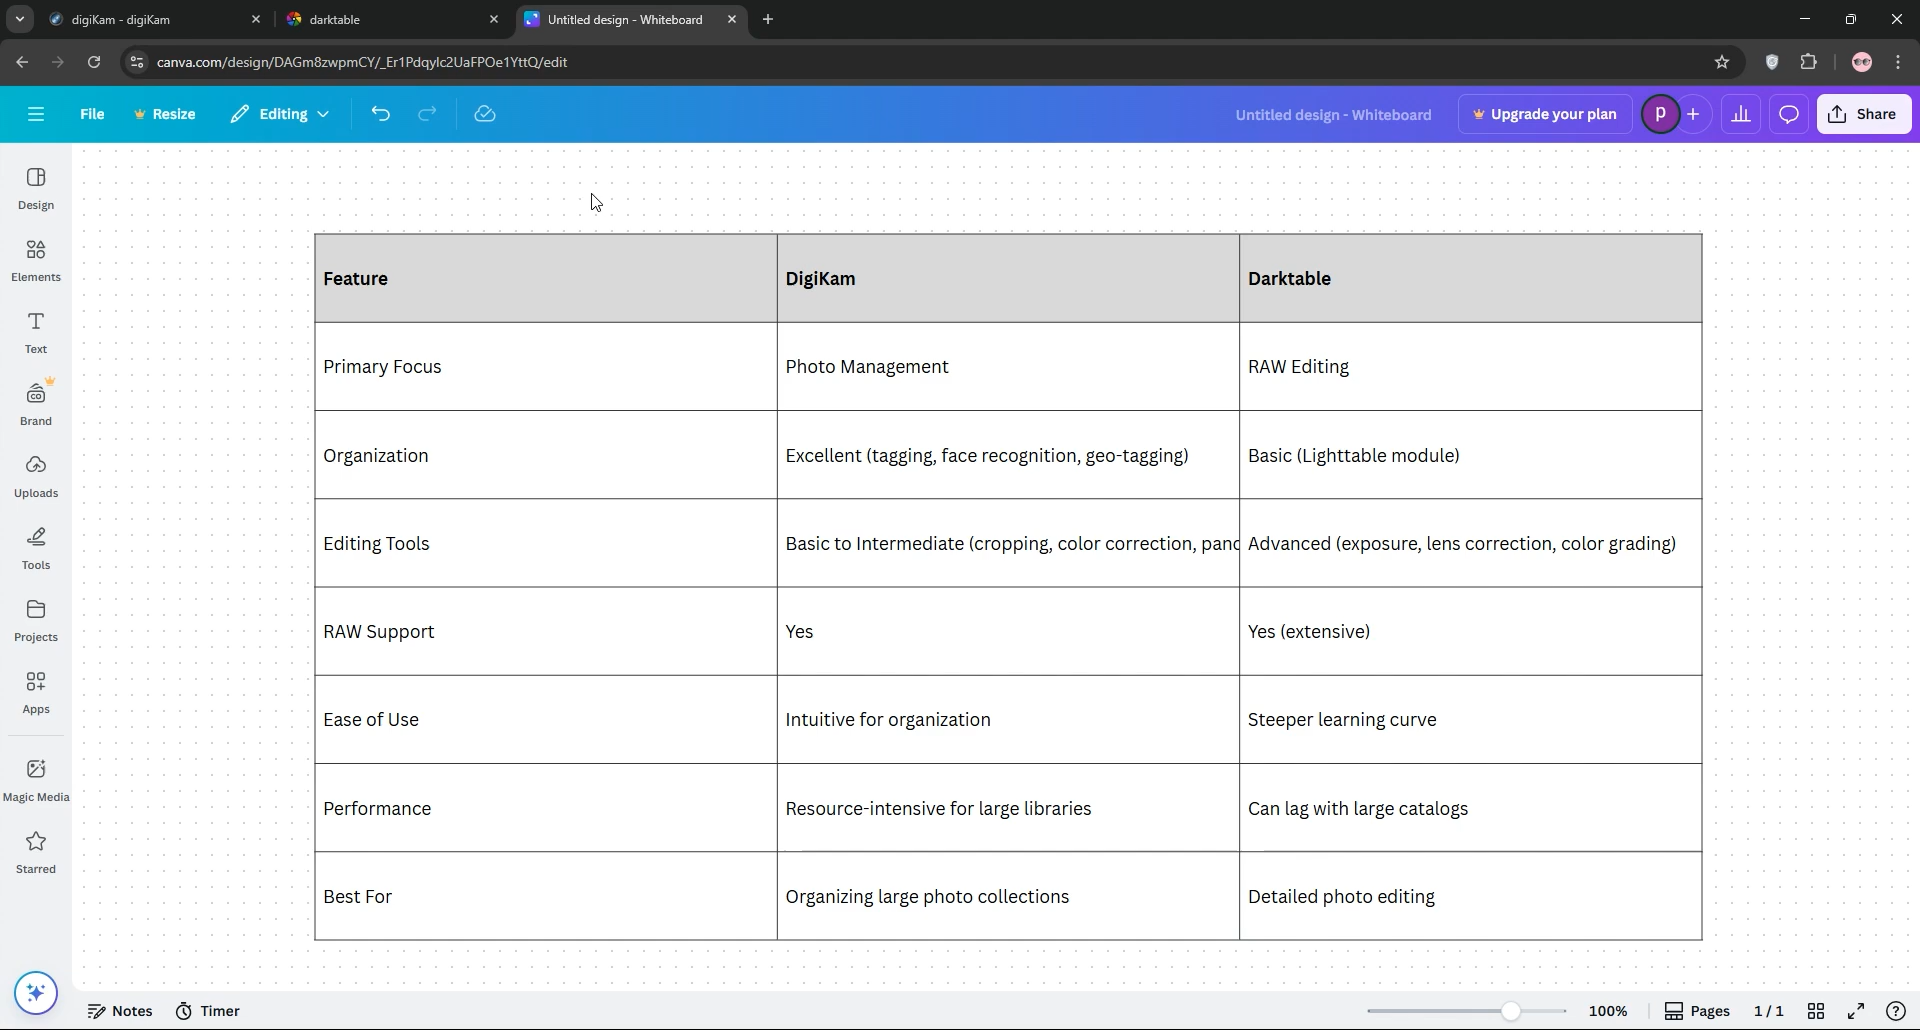 digiKam - digiKam
darktable
Untitled design - Whiteboard
canva.com/design/DAGm8zwpmCY/_Er1PdqyIc2UaFPOe1YttQ/edit
File
Resize
Editing
Untitled design - Whiteboard
Upgrade your plan
p
Share
Design
Elements
Text
Brand
Uploads
Tools
Projects
Apps
Magic Media
Starred
Feature DigiKam Darktable
Primary Focus Photo Management RAW Editing
Organization Excellent (tagging, face recognition, geo-tagging) Basic (Lighttable module)
Editing Tools Basic to Intermediate (cropping, color correction, pano Advanced (exposure, lens correction, color grading)
RAW Support Yes Yes (extensive)
Ease of Use Intuitive for organization Steeper learning curve
Performance Resource-intensive for large libraries Can lag with large catalogs
Best For Organizing large photo collections Detailed photo editing
Notes
Timer
100%
Pages
1 / 1